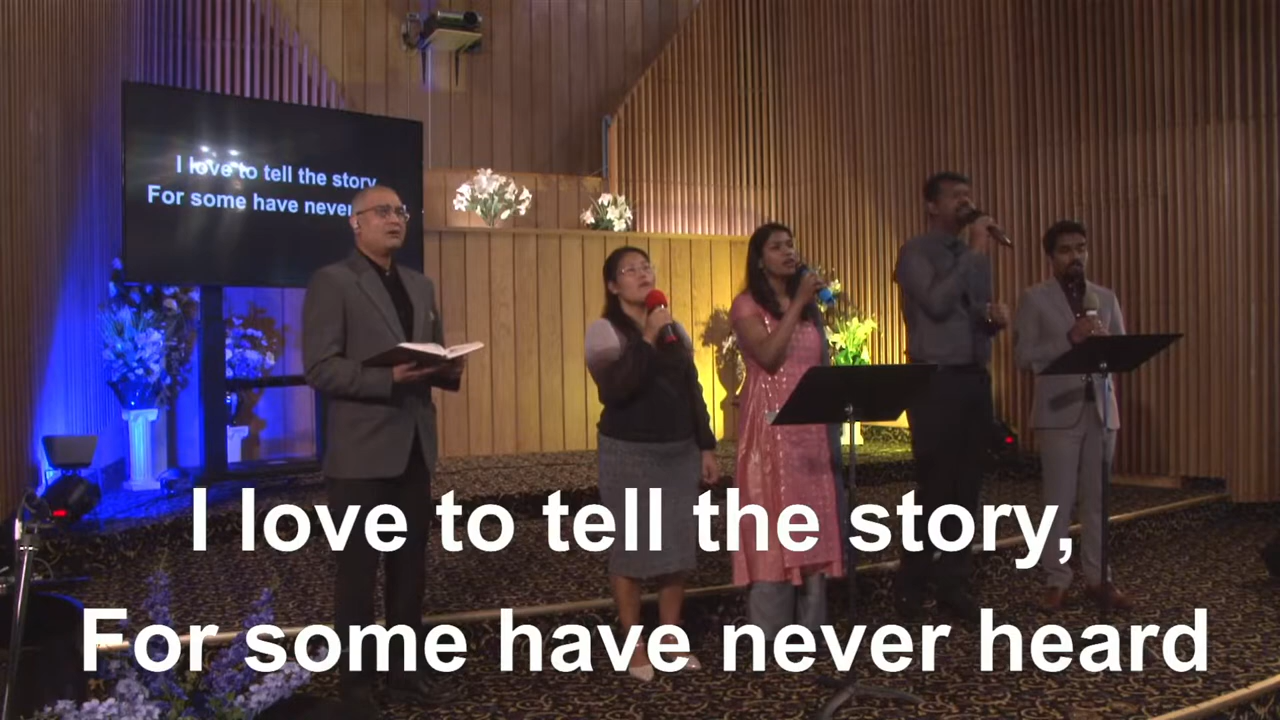 I love to tell the story
For some have never
I love to tell the story,
For some have never heard